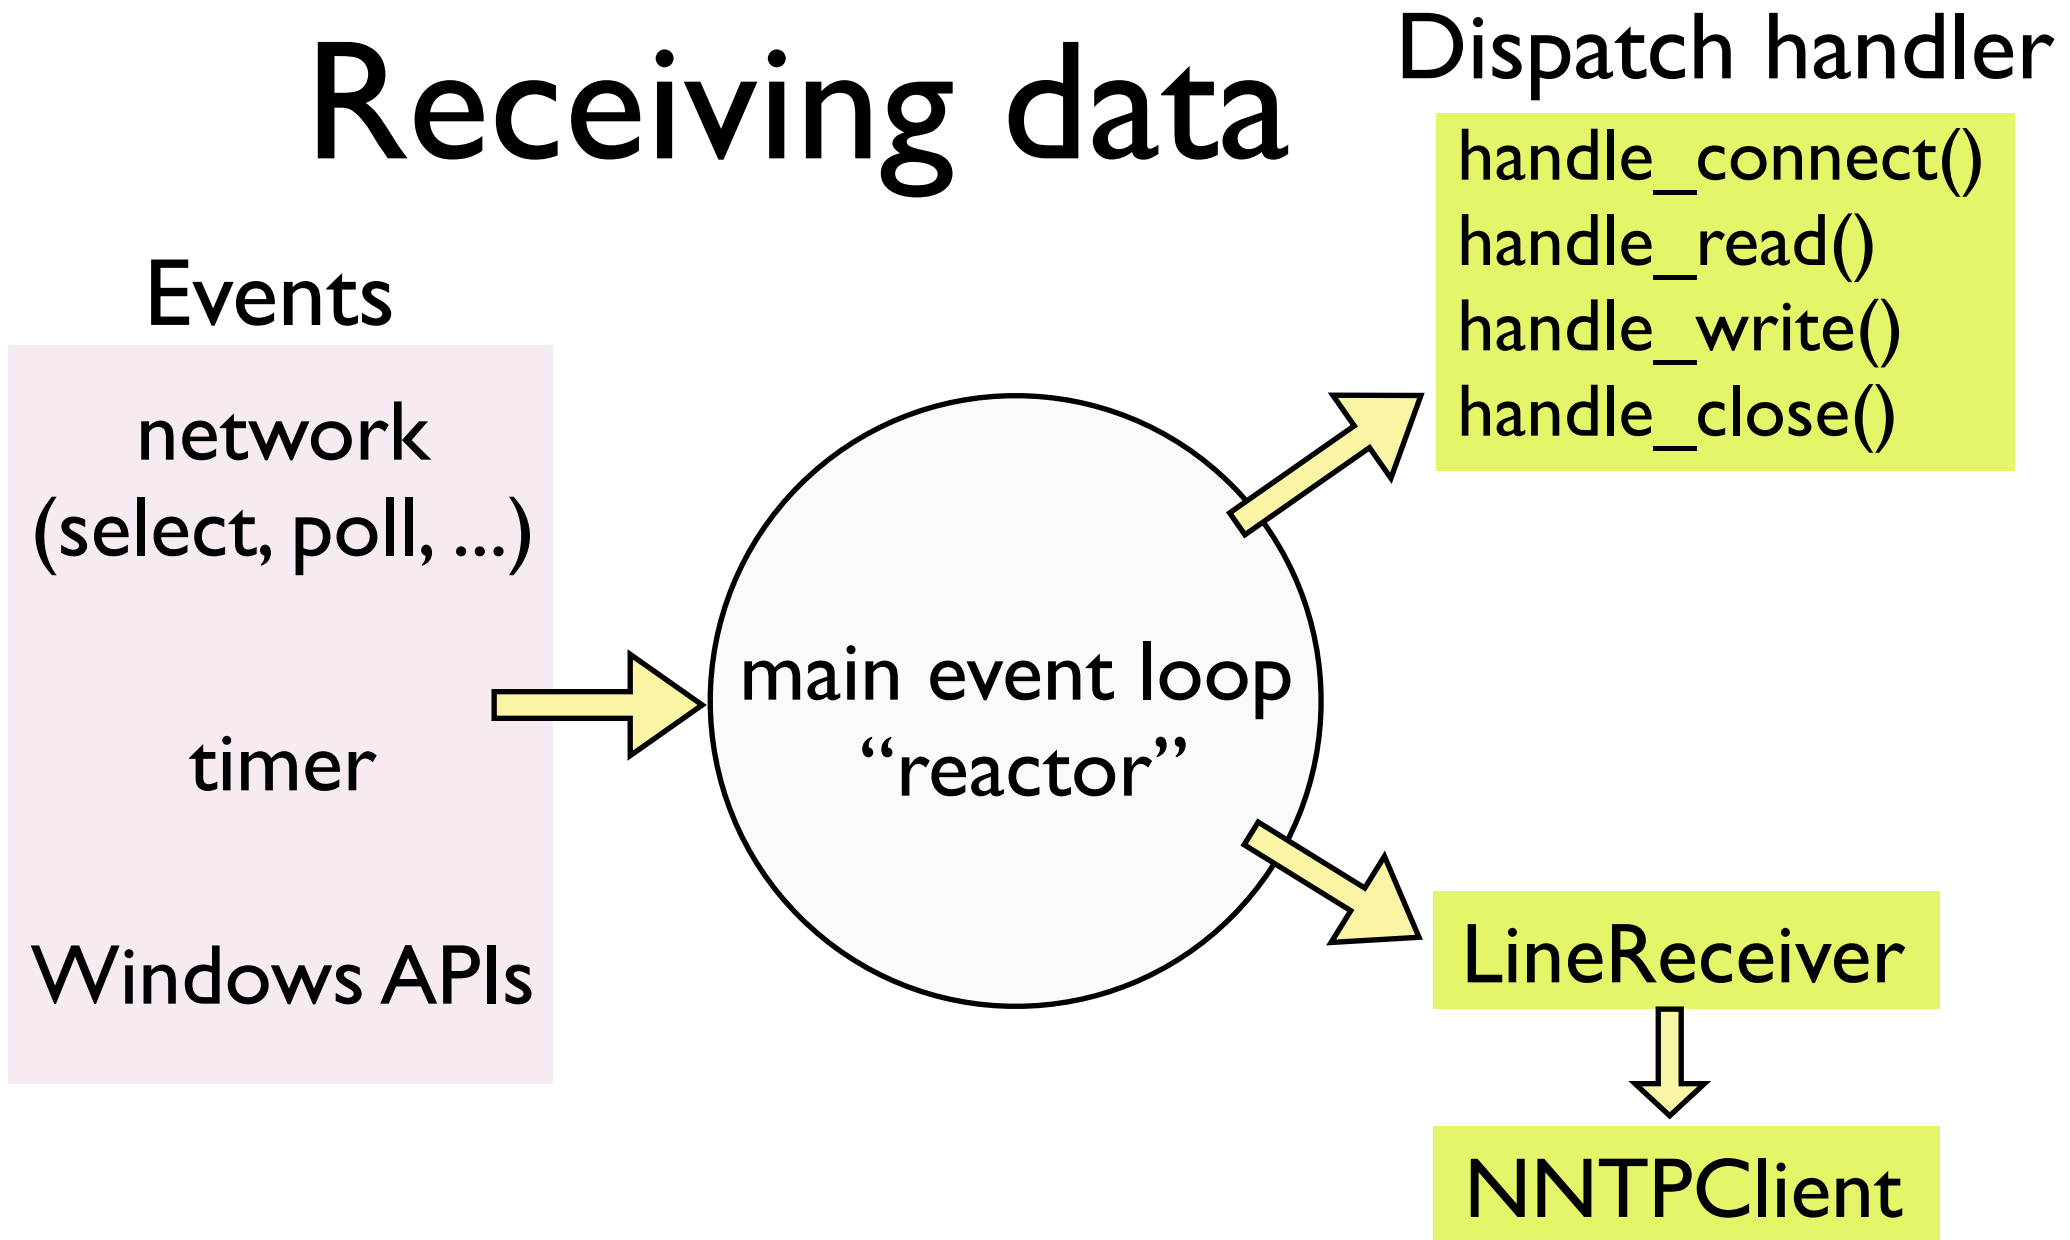 Receiving data
Events
network
(select, poll, ...)
timer
Windows APIs
main event loop
“reactor”
Dispatch handler
handle_connect()
handle_read()
handle_write()
handle_close()
LineReceiver
NNTPClient